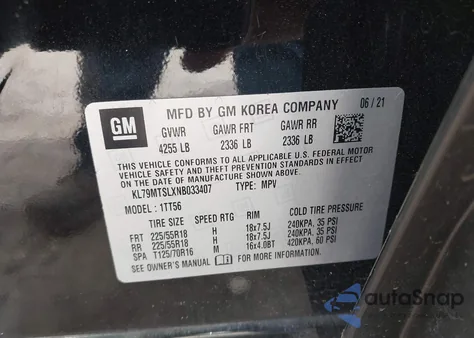 GM
MFD BY GM KOREA COMPANY 06/21
GVWR GAWR FRT GAWR RR
4255 LB 2336 LB 2336 LB
THIS VEHICLE CONFORMS TO ALL APPLICABLE U.S. FEDERAL MOTOR
VEHICLE SAFETY AND THEFT PREVENTION STANDARDS IN EFFECT ON
THE DATE OF MANUFACTURE SHOWN ABOVE.
KL79MTSLXNB033407 TYPE: MPV
MODEL: 1TT56
TIRE SIZE SPEED RTG RIM COLD TIRE PRESSURE
FRT 225/55R18 H 18x7.5J 240KPA, 35 PSI
RR 225/55R18 H 18x7.5J 240KPA, 35 PSI
SPA T125/70R16 M 16x4.0BT 420KPA, 60 PSI
SEE OWNER'S MANUAL FOR MORE INFORMATION.
autoSnap